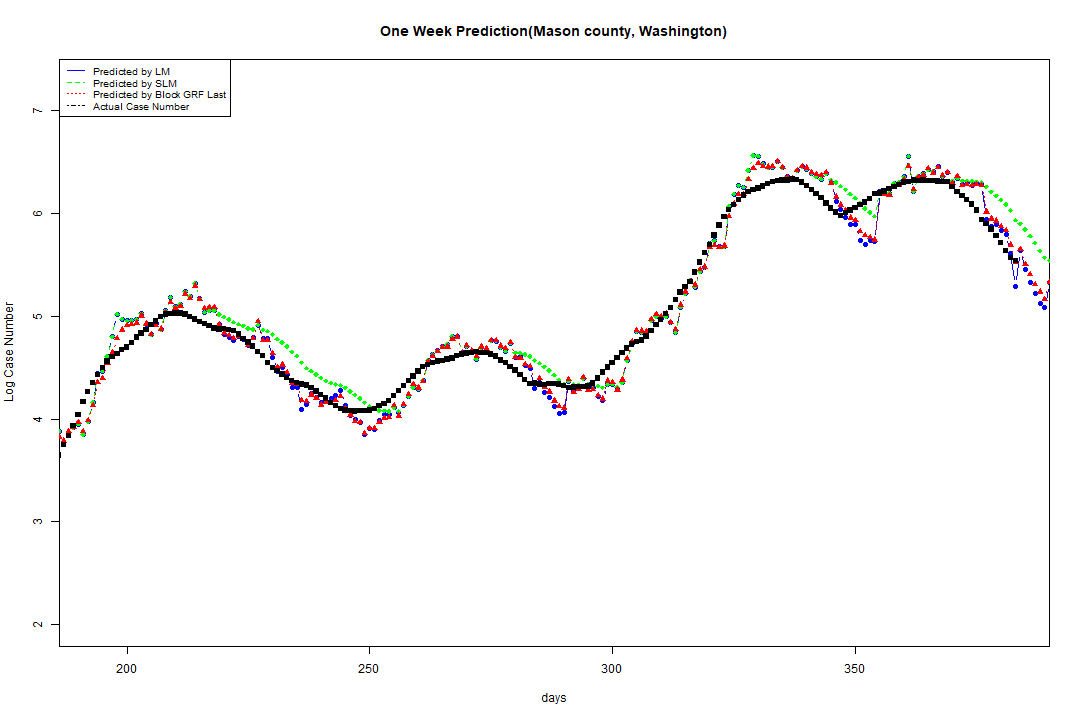 One Week Prediction(Mason county, Washington)
Predicted by LM
Predicted by SLM
Predicted by Block GRF Last
Actual Case Number
7
6
5
4
3
2
Log Case Number
200
250
300
350
days